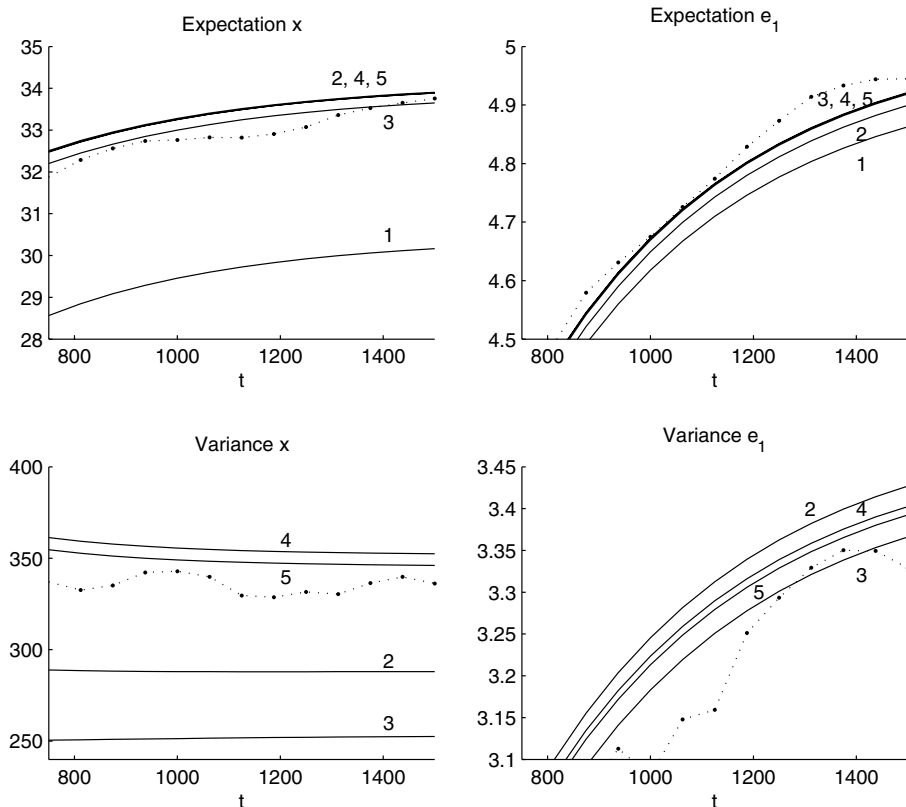 Expectation x
35
34
33
32
31
30
29
28
2, 4, 5
3
1
800 1000 1200 1400
t
Expectation e1
5
4.9
4.8
4.7
4.6
4.5
3, 4, 5
2
1
800 1000 1200 1400
t
Variance x
400
350
300
250
4
5
2
3
800 1000 1200 1400
t
Variance e1
3.45
3.4
3.35
3.3
3.25
3.2
3.15
3.1
2
4
5
3
800 1000 1200 1400
t